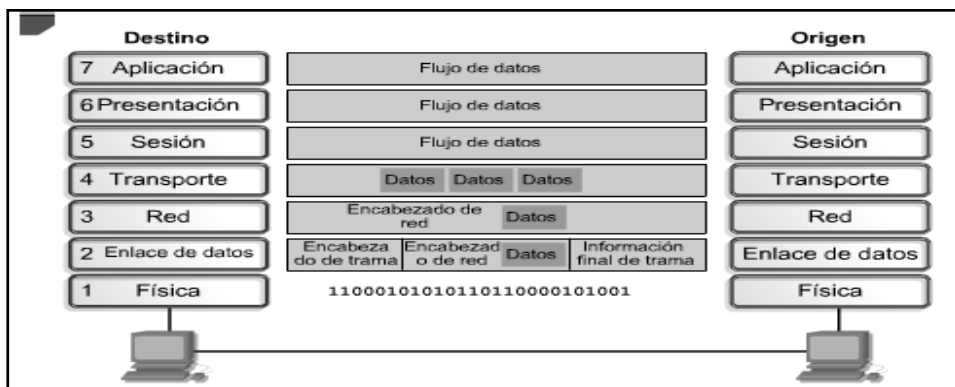 Destino
Origen
7 Aplicación
Flujo de datos
Aplicación
6 Presentación
Flujo de datos
Presentación
5 Sesión
Flujo de datos
Sesión
4 Transporte
Datos Datos Datos
Transporte
3 Red
Encabezado de
red
Datos
Red
2 Enlace de datos
Encabeza
do de trama
Encabezad
o de red
Datos
Información
final de trama
Enlace de datos
1 Física
1100010101011011000010​1001
Física